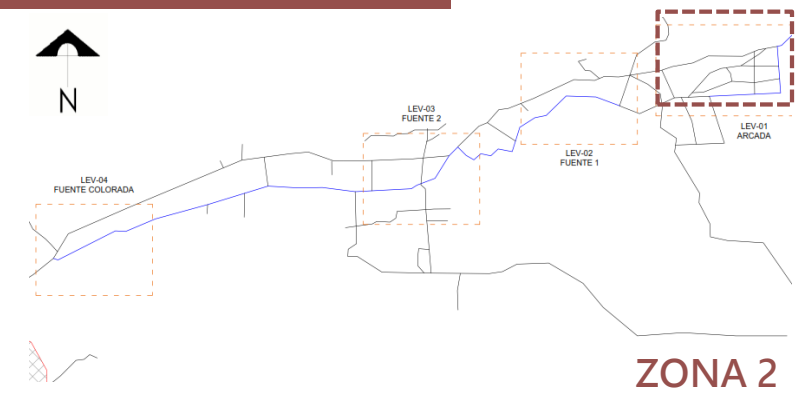 N
LEV-03
FUENTE 2
LEV-01
ARCADA
LEV-02
FUENTE 1
LEV-04
FUENTE COLORADA
ZONA 2